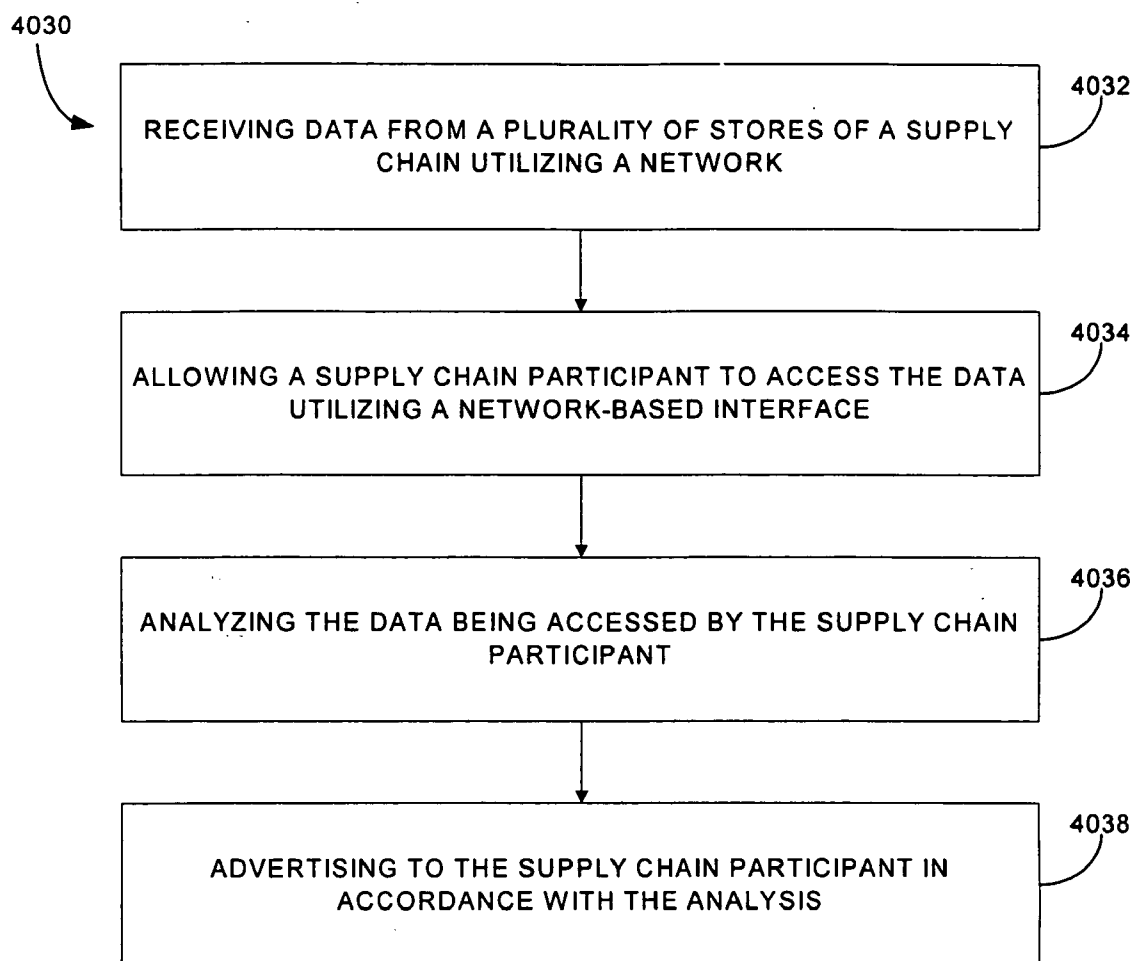 4030
4032
RECEIVING DATA FROM A PLURALITY OF STORES OF A SUPPLY
CHAIN UTILIZING A NETWORK
4034
ALLOWING A SUPPLY CHAIN PARTICIPANT TO ACCESS THE DATA
UTILIZING A NETWORK-BASED INTERFACE
4036
ANALYZING THE DATA BEING ACCESSED BY THE SUPPLY CHAIN
PARTICIPANT
4038
ADVERTISING TO THE SUPPLY CHAIN PARTICIPANT IN
ACCORDANCE WITH THE ANALYSIS